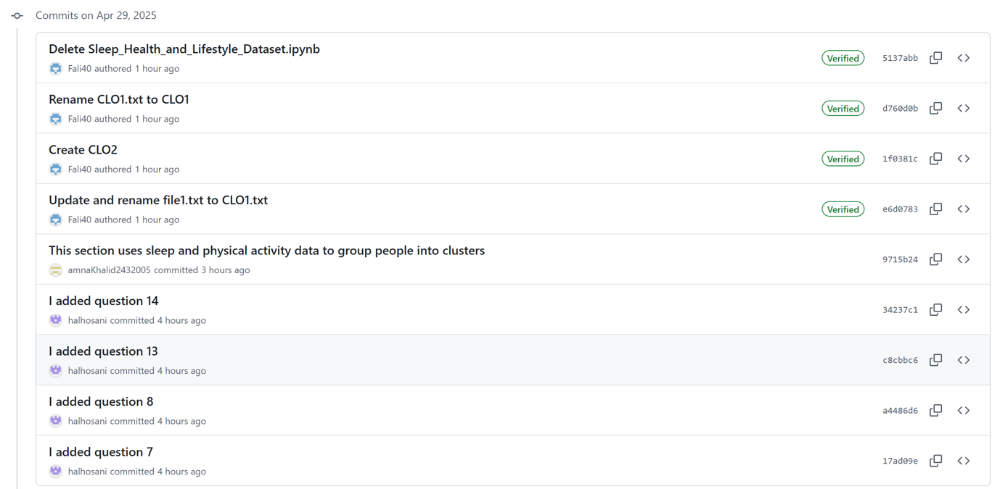 Commits on Apr 29, 2025
Delete Sleep_Health_and_Lifestyle_Dataset.ipynb
Fali40 authored 1 hour ago
Verified
5137abb
Rename CLO1.txt to CLO1
Fali40 authored 1 hour ago
Verified
d760d0b
Create CLO2
Fali40 authored 1 hour ago
Verified
1f0381c
Update and rename file1.txt to CLO1.txt
Fali40 authored 1 hour ago
Verified
e6d0783
This section uses sleep and physical activity data to group people into clusters
amnaKhalid2432005 committed 3 hours ago
9715b24
I added question 14
halhosani committed 4 hours ago
34237c1
I added question 13
halhosani committed 4 hours ago
c8cbbc6
I added question 8
halhosani committed 4 hours ago
a4486d6
I added question 7
halhosani committed 4 hours ago
17ad09e